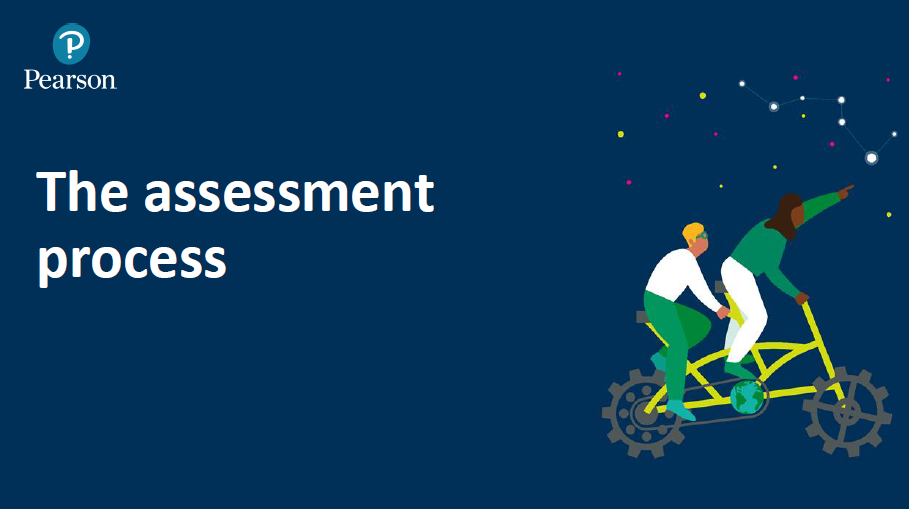 Pearson
The assessment
process